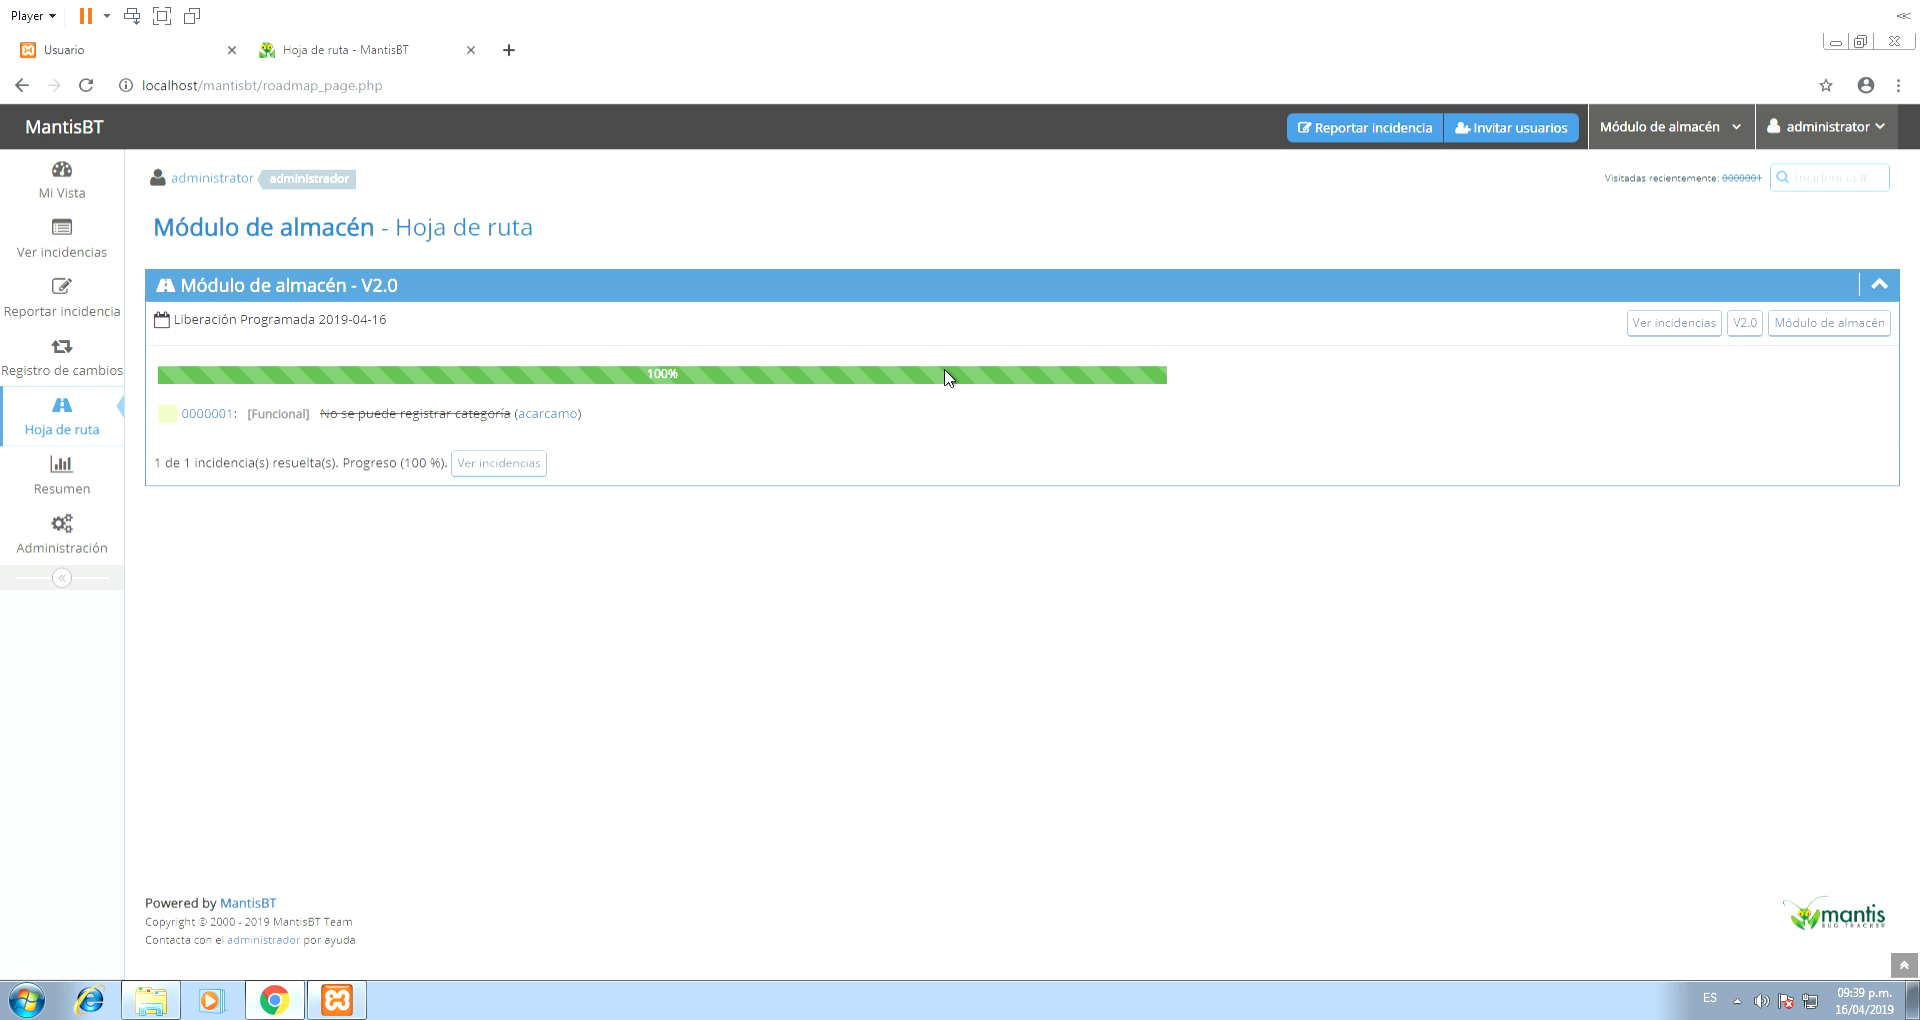 Player
Usuario
Hoja de ruta - MantisBT
localhost/mantisbt/roadmap_page.php
MantisBT
Reportar incidencia
Invitar usuarios
Módulo de almacén
administrator
Mi Vista
Ver incidencias
Reportar incidencia
Registro de cambios
Hoja de ruta
Resumen
Administración
administrator administrador
Visitadas recientemente: 0000001
Incidencia #
Módulo de almacén - Hoja de ruta
Módulo de almacén - V2.0
Liberación Programada 2019-04-16
Ver incidencias V2.0 Módulo de almacén
100%
0000001: [Funcional] No se puede registrar categoría (acarcamo)
1 de 1 incidencia(s) resuelta(s). Progreso (100 %). Ver incidencias
Powered by MantisBT
Copyright © 2000 - 2019 MantisBT Team
Contacta con el administrador por ayuda
mantis
BUG TRACKER
ES
09:39 p.m.
16/04/2019